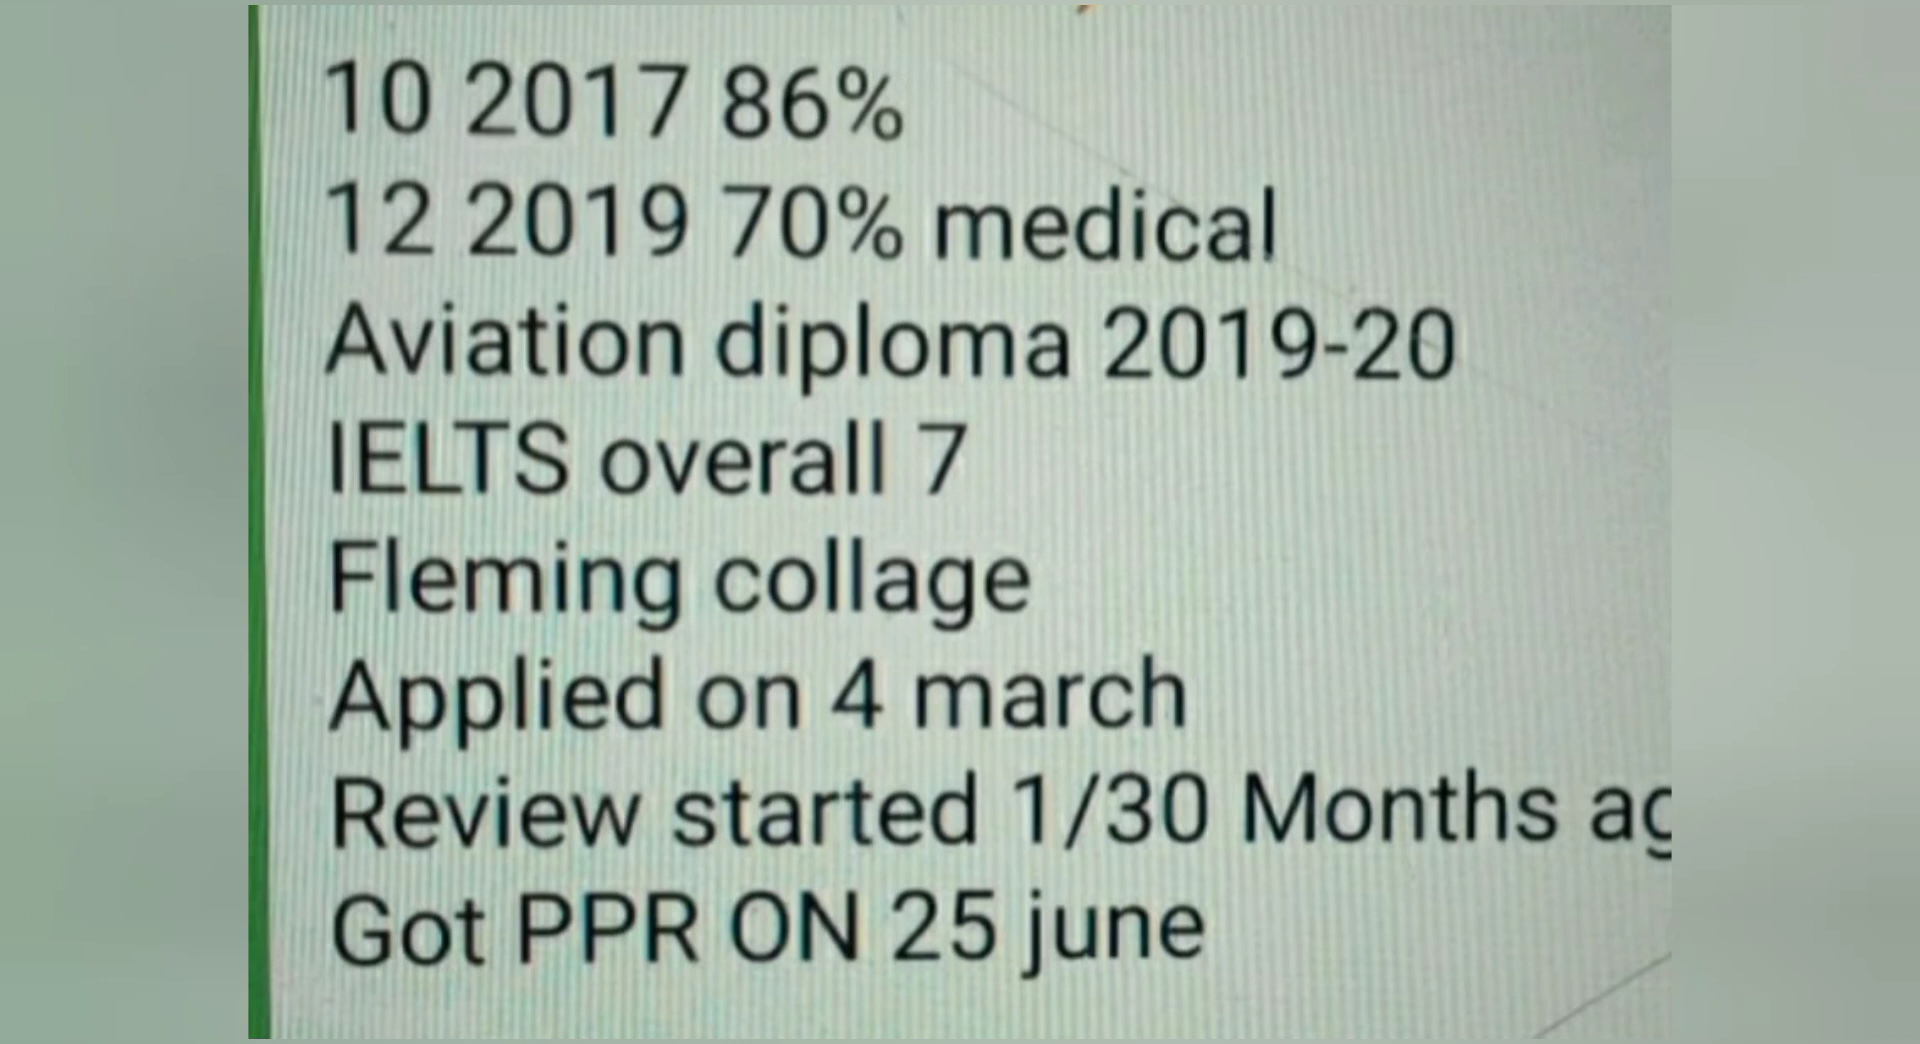 10 2017 86%
12 2019 70% medical
Aviation diploma 2019-20
IELTS overall 7
Fleming collage
Applied on 4 march
Review started 1/30 Months
Got PPR ON 25 june